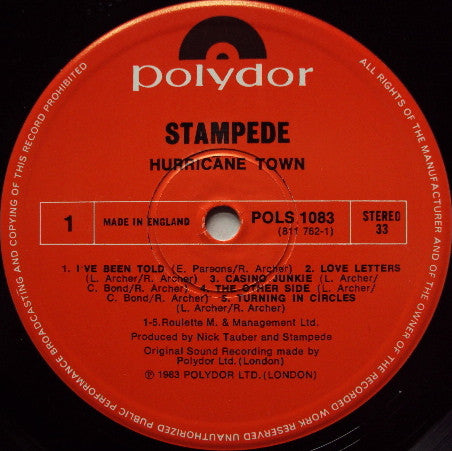 polydor
STAMPEDE
HURRICANE TOWN
1
MADE IN ENGLAND
POLS 1083
(811 762-1)
STEREO
33
1. I'VE BEEN TOLD (E. Parsons/R. Archer) 2. LOVE LETTERS
(L. Archer/R. Archer) 3. CASINO JUNKIE (L. Archer/
C. Bond/R. Archer) 4. THE OTHER SIDE (L. Archer/
C. Bond/R. Archer) 5. TURNING IN CIRCLES
(L. Archer/R. Archer)
1-5. Roulette M. & Management Ltd.
Produced by Nick Tauber and Stampede
Original Sound Recording made by
Polydor Ltd. (London)
℗ 1983 POLYDOR LTD. (LONDON)
ALL RIGHTS OF THE MANUFACTURER AND OF THE OWNER OF THE RECORDED WORK RESERVED UNAUTHORIZED PUBLIC PERFORMANCE BROADCASTING AND COPYING OF THIS RECORD PROHIBITED